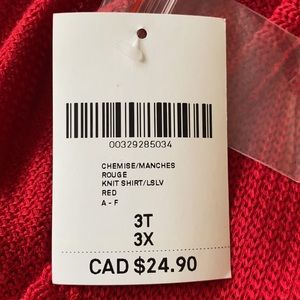 00329285034
CHEMISE/MANCHES
ROUGE
KNIT SHIRT/LSLV
RED
A - F
3T
3X
CAD $24.90